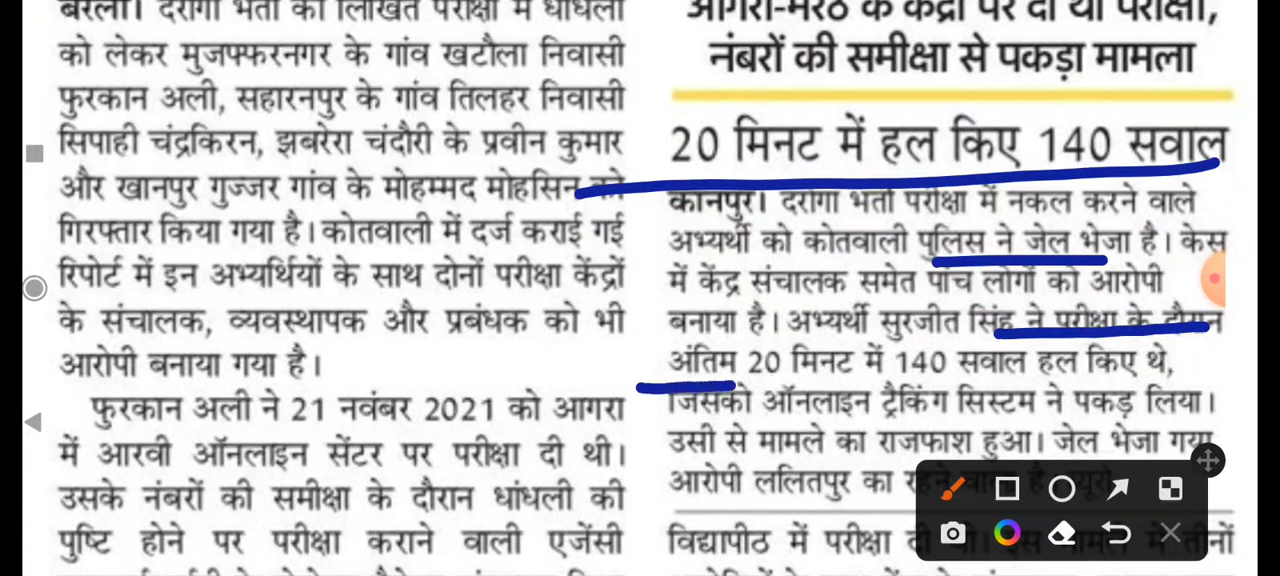 बरेली। दरोगा भर्ती की लिखित परीक्षा में धांधली
को लेकर मुजफ्फरनगर के गांव खटौला निवासी
फुरकान अली, सहारनपुर के गांव तिलहर निवासी
सिपाही चंद्रकिरन, झबरेरा चंदौरी के प्रवीन कुमार
और खानपुर गुज्जर गांव के मोहम्मद मोहसिन को
गिरफ्तार किया गया है। कोतवाली में दर्ज कराई गई
रिपोर्ट में इन अभ्यर्थियों के साथ दोनों परीक्षा केंद्रों
के संचालक, व्यवस्थापक और प्रबंधक को भी
आरोपी बनाया गया है।
फुरकान अली ने 21 नवंबर 2021 को आगरा
में आरवी ऑनलाइन सेंटर पर परीक्षा दी थी।
उसके नंबरों की समीक्षा के दौरान धांधली की
पुष्टि होने पर परीक्षा कराने वाली एजेंसी
आगरा-मेरठ के केंद्रों पर दी थी परीक्षा,
नंबरों की समीक्षा से पकड़ा मामला
20 मिनट में हल किए 140 सवाल
कानपुर। दरोगा भर्ती परीक्षा में नकल करने वाले
अभ्यर्थी को कोतवाली पुलिस ने जेल भेजा है। केस
में केंद्र संचालक समेत पांच लोगों को आरोपी
बनाया है। अभ्यर्थी सुरजीत सिंह ने परीक्षा के दौरान
अंतिम 20 मिनट में 140 सवाल हल किए थे,
जिसको ऑनलाइन ट्रैकिंग सिस्टम ने पकड़ लिया।
उसी से मामले का राजफाश हुआ। जेल भेजा गया
आरोपी ललितपुर का रहने वाला है। ब्यूरो
विद्यापीठ में परीक्षा दी थी। इस मामले में तीनों